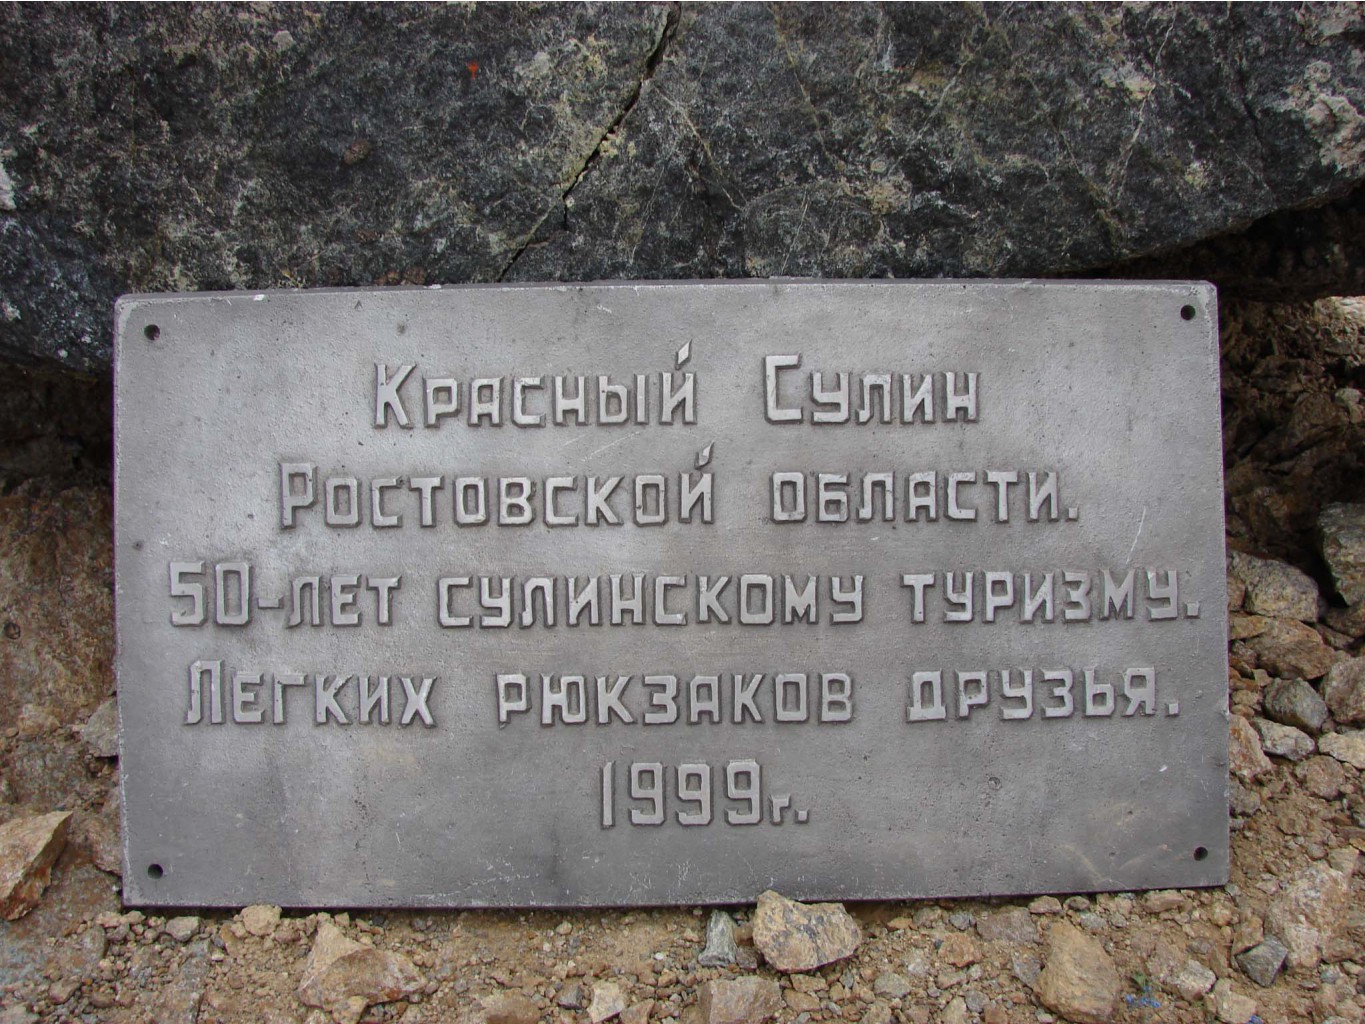 Красный Сулин
Ростовской области.
50-лет сулинскому туризму.
Легких рюкзаков друзья.
1999г.